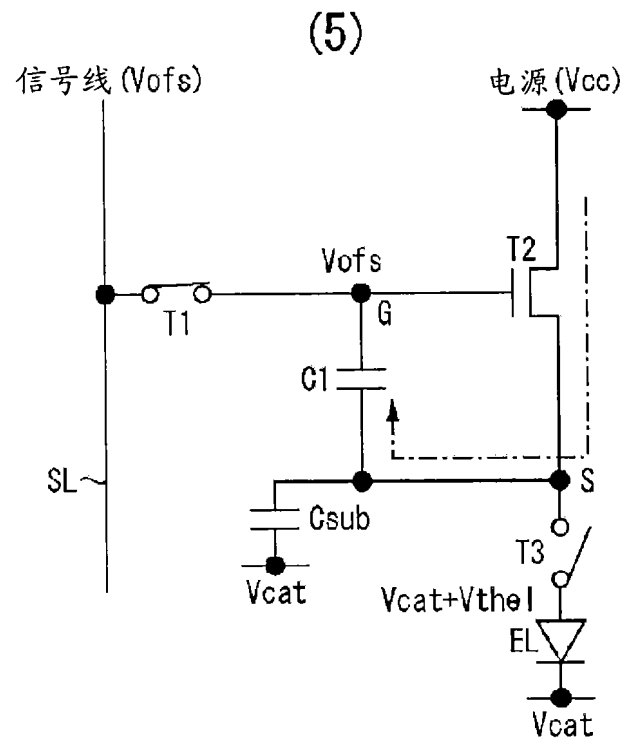 (5)
信号线(Vofs)
电源(Vcc)
T2
Vofs
G
T1
C1
SL
S
Csub
T3
Vcat
Vcat+Vthel
EL
Vcat